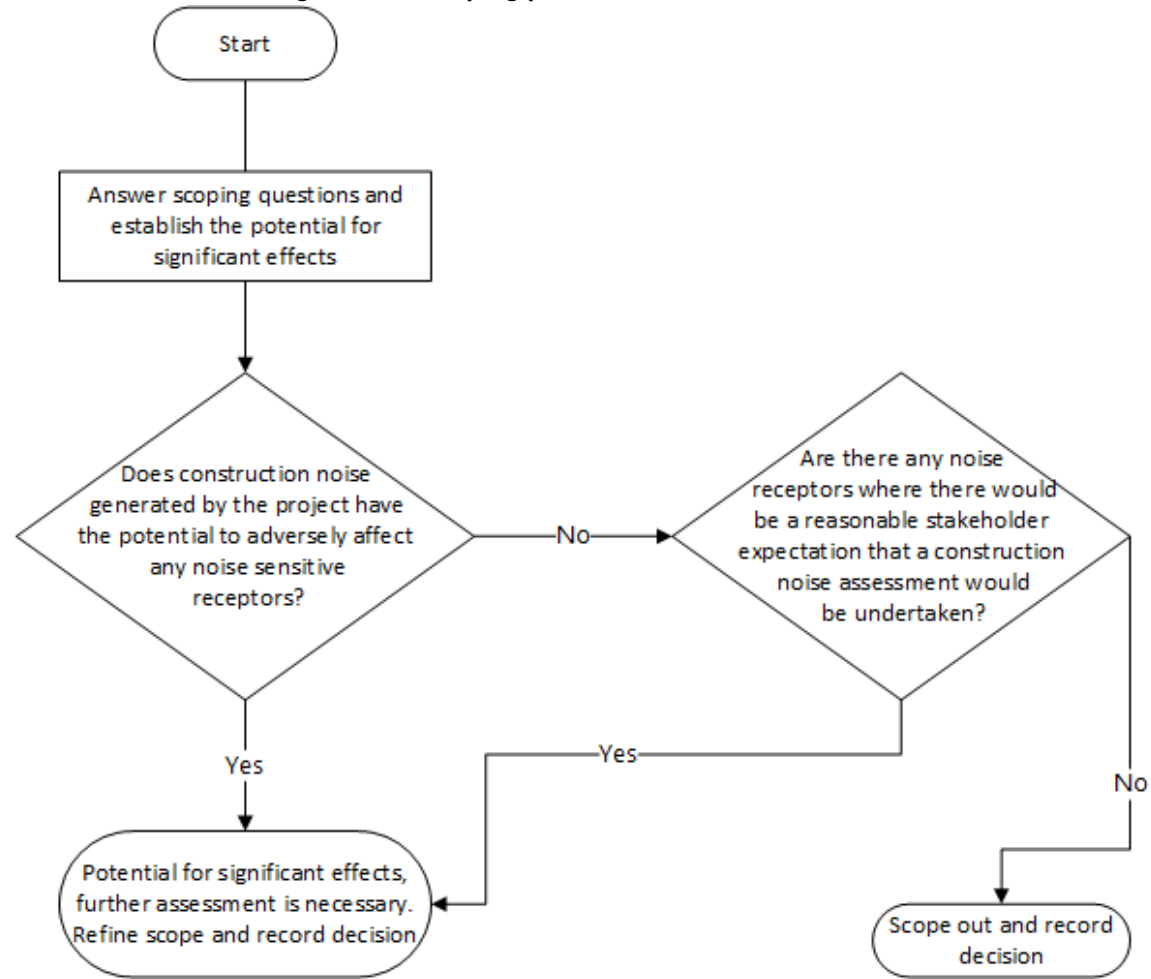 Start
Answer scoping questions and
establish the potential for
significant effects
Does construction noise
generated by the project have
the potential to adversely affect
any noise sensitive
receptors?
No
Are there any noise
receptors where there would
be a reasonable stakeholder
expectation that a construction
noise assessment would
be undertaken?
Yes
Yes
No
Potential for significant effects,
further assessment is necessary.
Refine scope and record decision
Scope out and record
decision